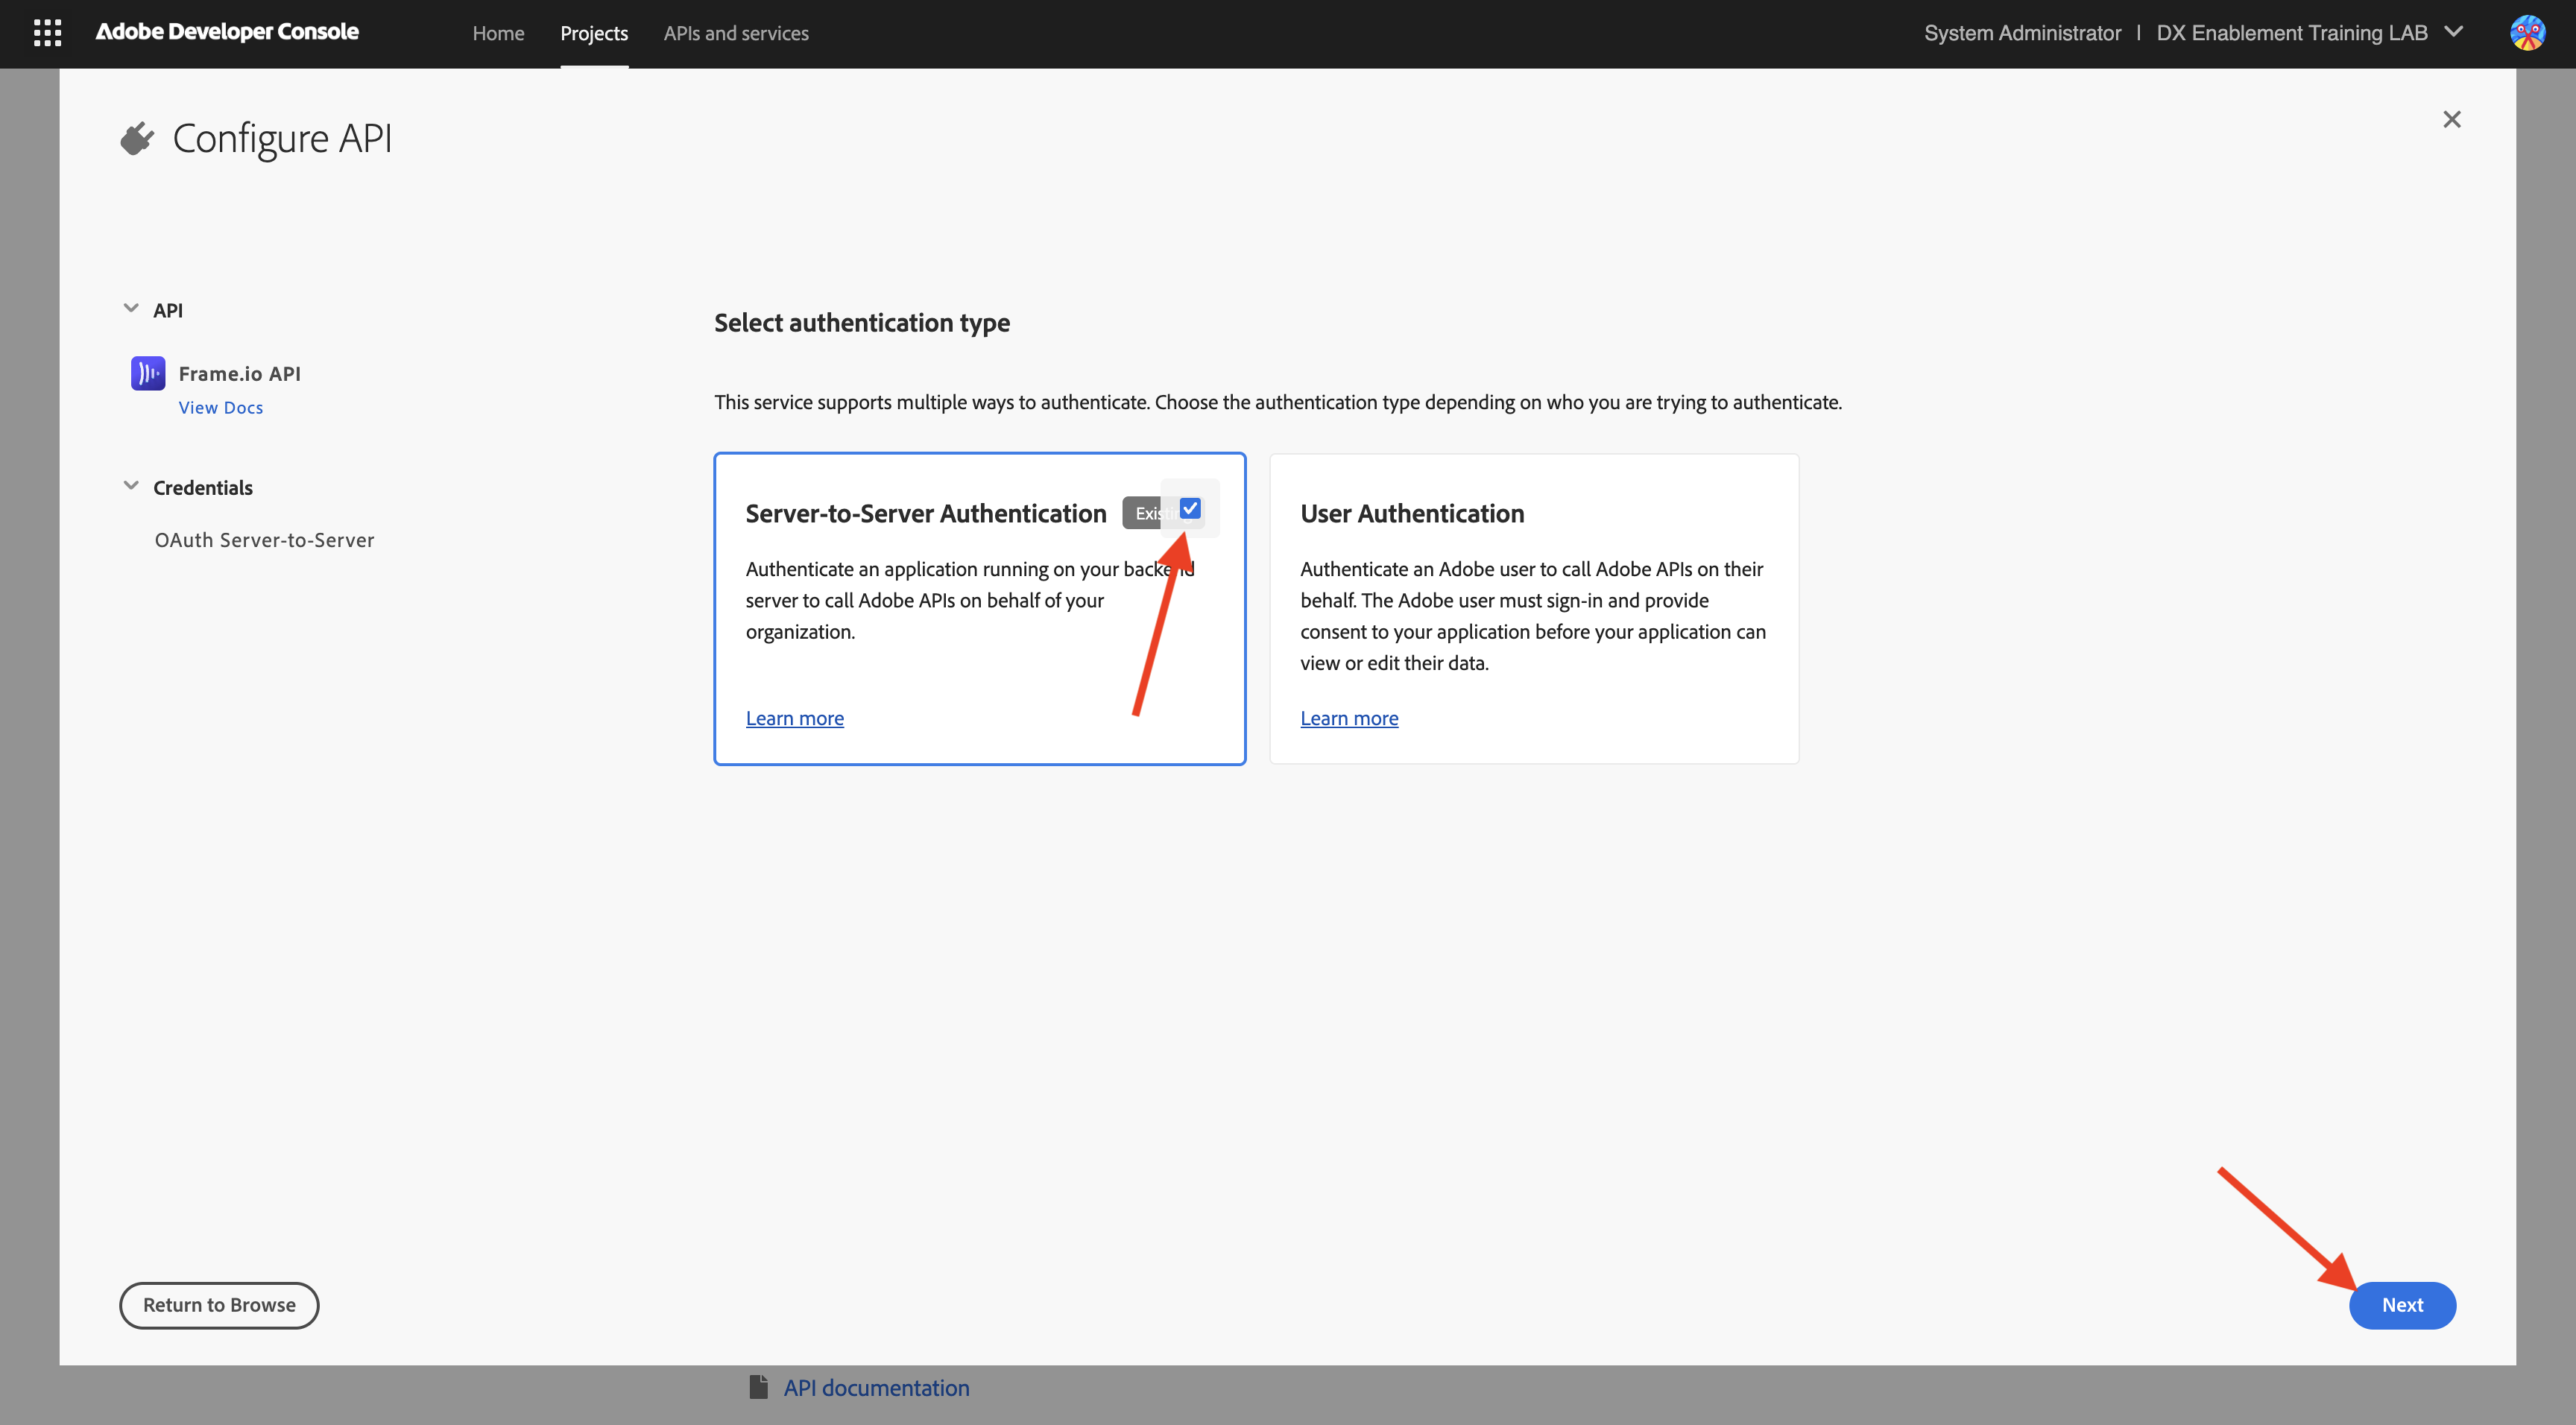 Adobe Developer Console
Home
Projects
APIs and services
System Administrator | DX Enablement Training LAB
Configure API
API
Frame.io API
View Docs
Credentials
OAuth Server-to-Server
Select authentication type
This service supports multiple ways to authenticate. Choose the authentication type depending on who you are trying to authenticate.
Server-to-Server Authentication
Authenticate an application running on your backend
server to call Adobe APIs on behalf of your
organization.
Learn more
User Authentication
Authenticate an Adobe user to call Adobe APIs on their
behalf. The Adobe user must sign-in and provide
consent to your application before your application can
view or edit their data.
Learn more
Return to Browse
Next
API documentation